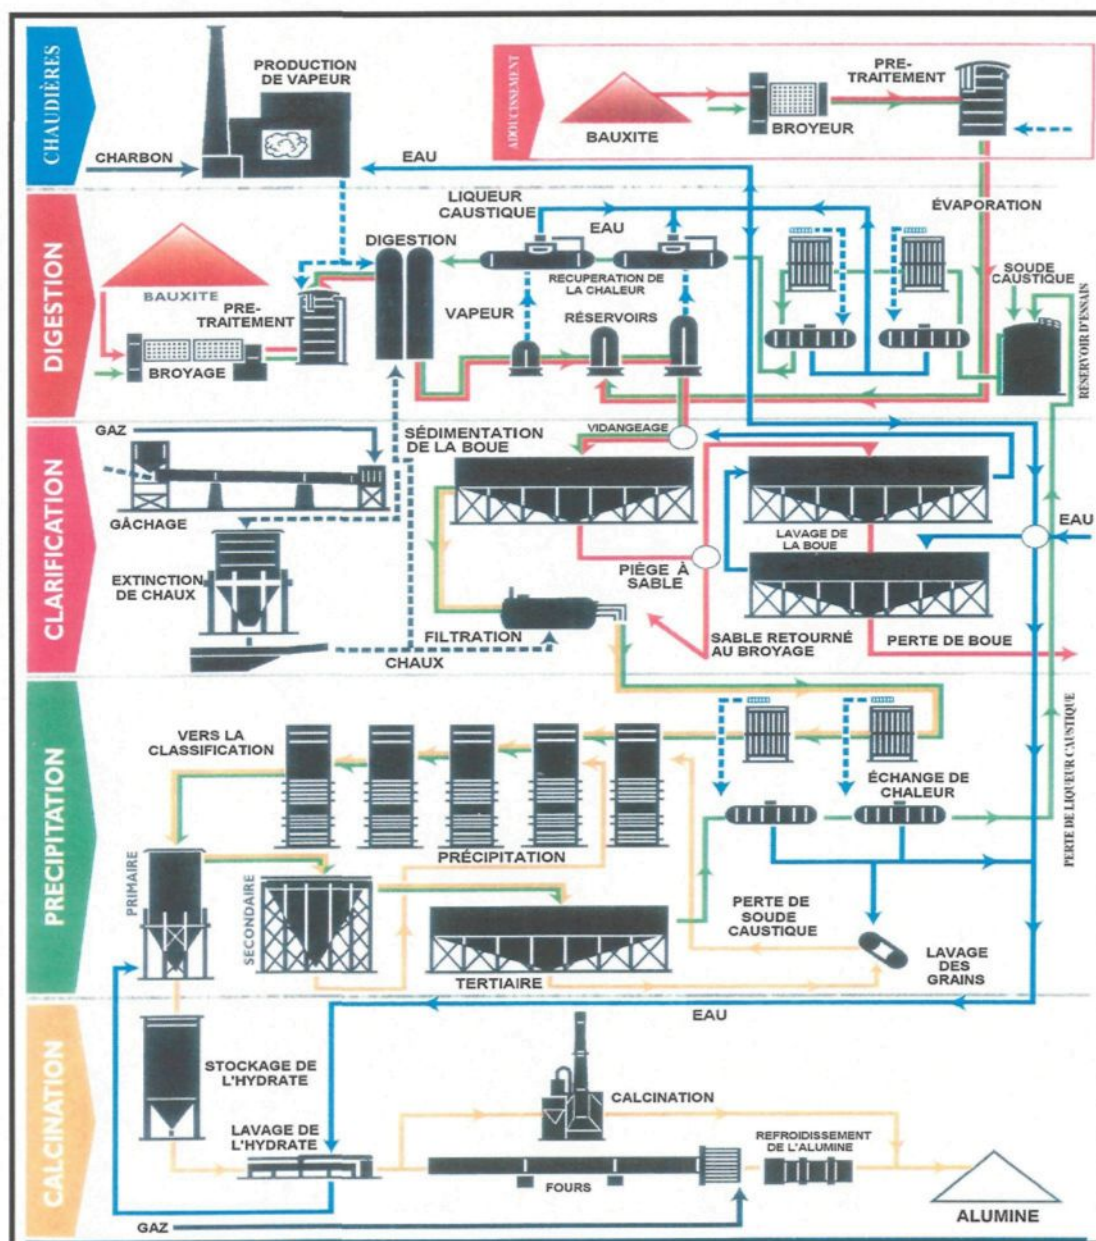 CHAUDIÈRES
PRODUCTION
DE VAPEUR
CHARBON
EAU
ADOUCISSEMENT
BAUXITE
BROYEUR
PRE-
TRAITEMENT
DIGESTION
BAUXITE
BROYAGE
PRE-
TRAITEMENT
DIGESTION
LIQUEUR
CAUSTIQUE
EAU
RECUPERATION DE
LA CHALEUR
VAPEUR
RÉSERVOIRS
ÉVAPORATION
SOUDE
CAUSTIQUE
RÉSERVOIR D'ESSAIS
CLARIFICATION
GAZ
GÂCHAGE
EXTINCTION
DE CHAUX
CHAUX
SÉDIMENTATION
DE LA BOUE
VIDANGEAGE
FILTRATION
PIÈGE À
SABLE
LAVAGE DE
LA BOUE
EAU
SABLE RETOURNÉ
AU BROYAGE
PERTE DE BOUE
PRECIPITATION
VERS LA
CLASSIFICATION
PRIMAIRE
SECONDAIRE
PRÉCIPITATION
TERTIAIRE
ÉCHANGE DE
CHALEUR
PERTE DE
SOUDE
CAUSTIQUE
LAVAGE
DES
GRAINS
PERTE DE LIQUEUR CAUSTIQUE
CALCINATION
EAU
STOCKAGE DE
L'HYDRATE
LAVAGE DE
L'HYDRATE
CALCINATION
FOURS
REFROIDISSEMENT
DE L'ALUMINE
GAZ
ALUMINE